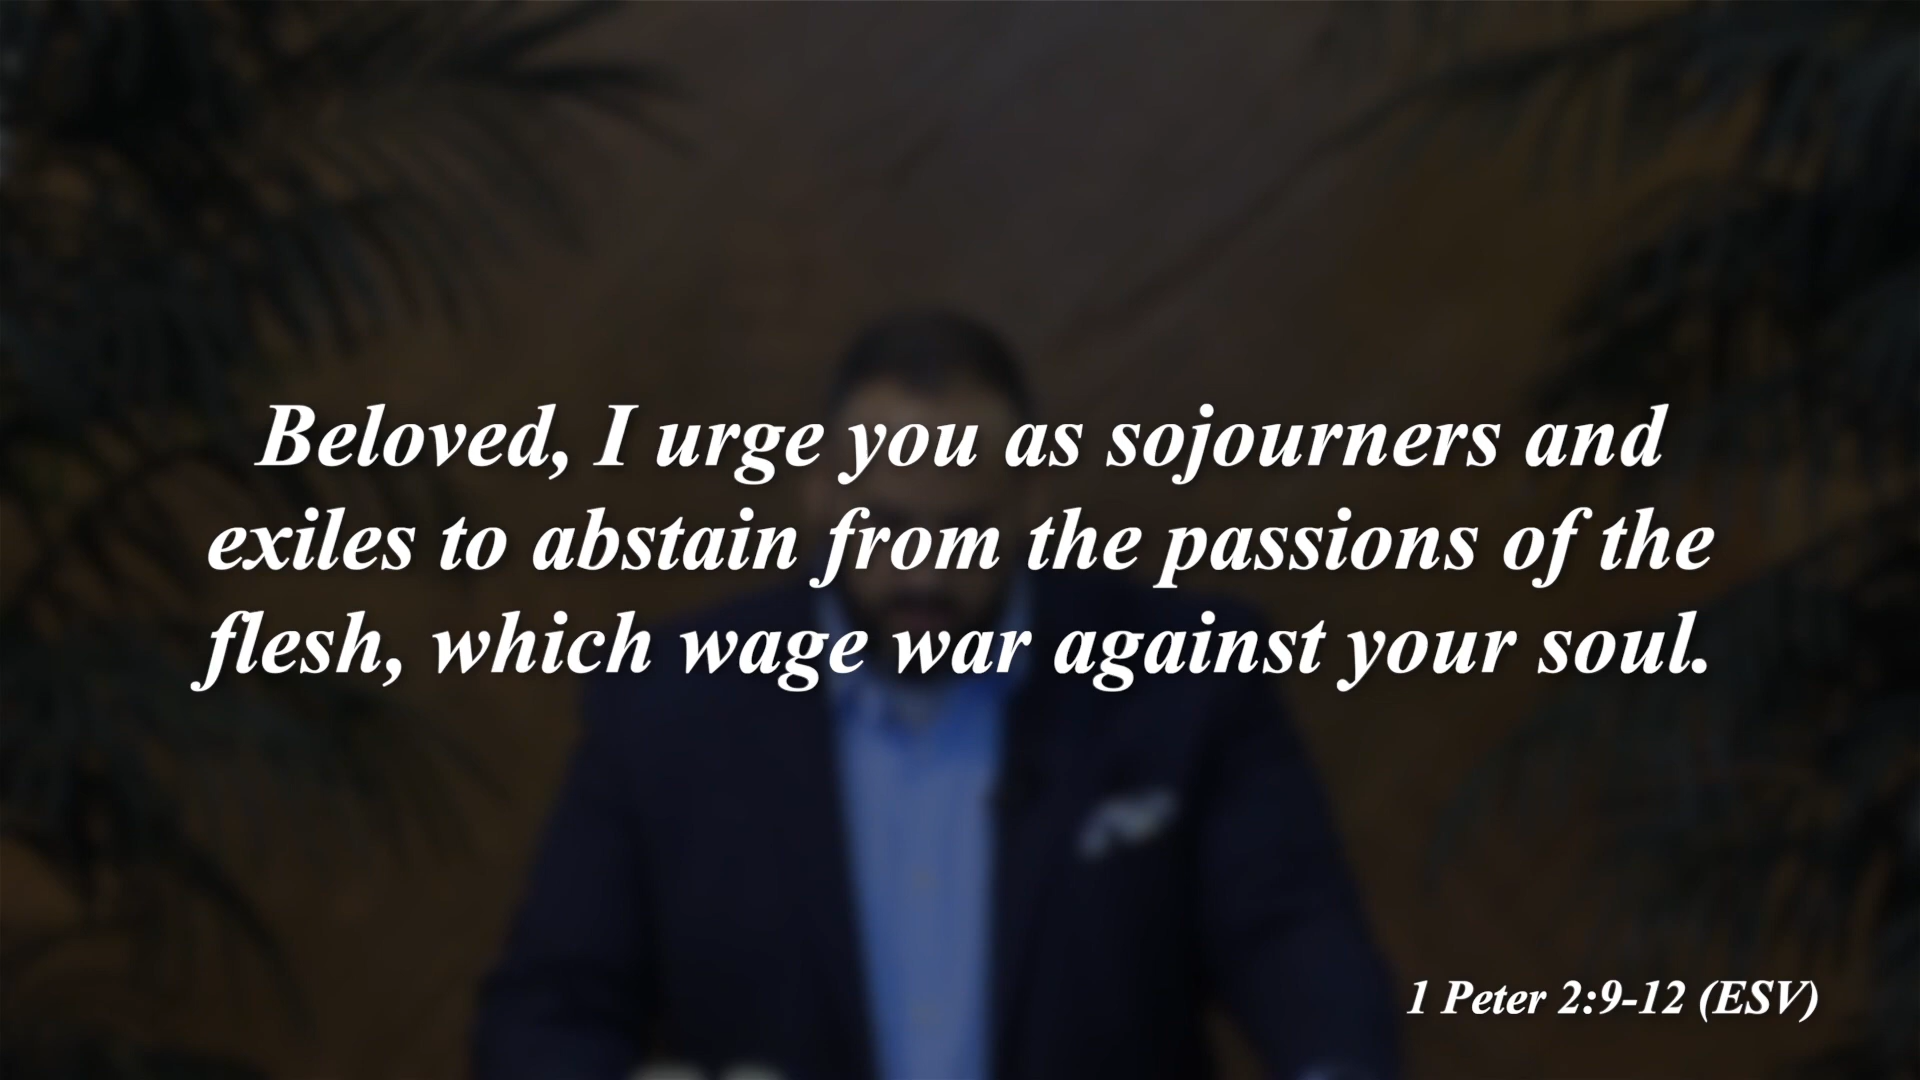 Beloved, I urge you as sojourners and
exiles to abstain from the passions of the
flesh, which wage war against your soul.
1 Peter 2:9-12 (ESV)